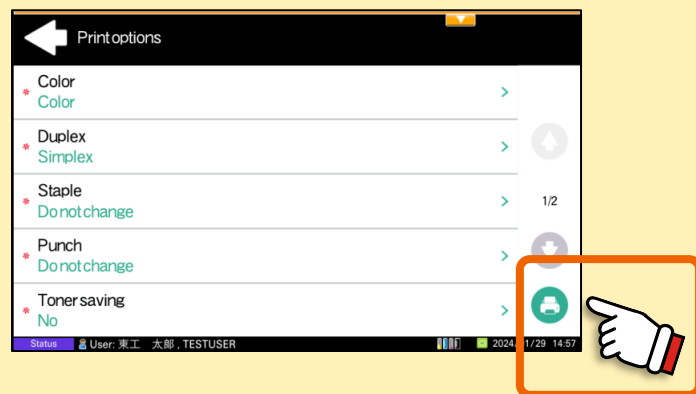 Print options
* Color
Color
* Duplex
Simplex
* Staple
Do not change
1/2
* Punch
Do not change
* Toner saving
No
Status User: 東工 太郎 , TESTUSER 2024/ 1/29 14:57